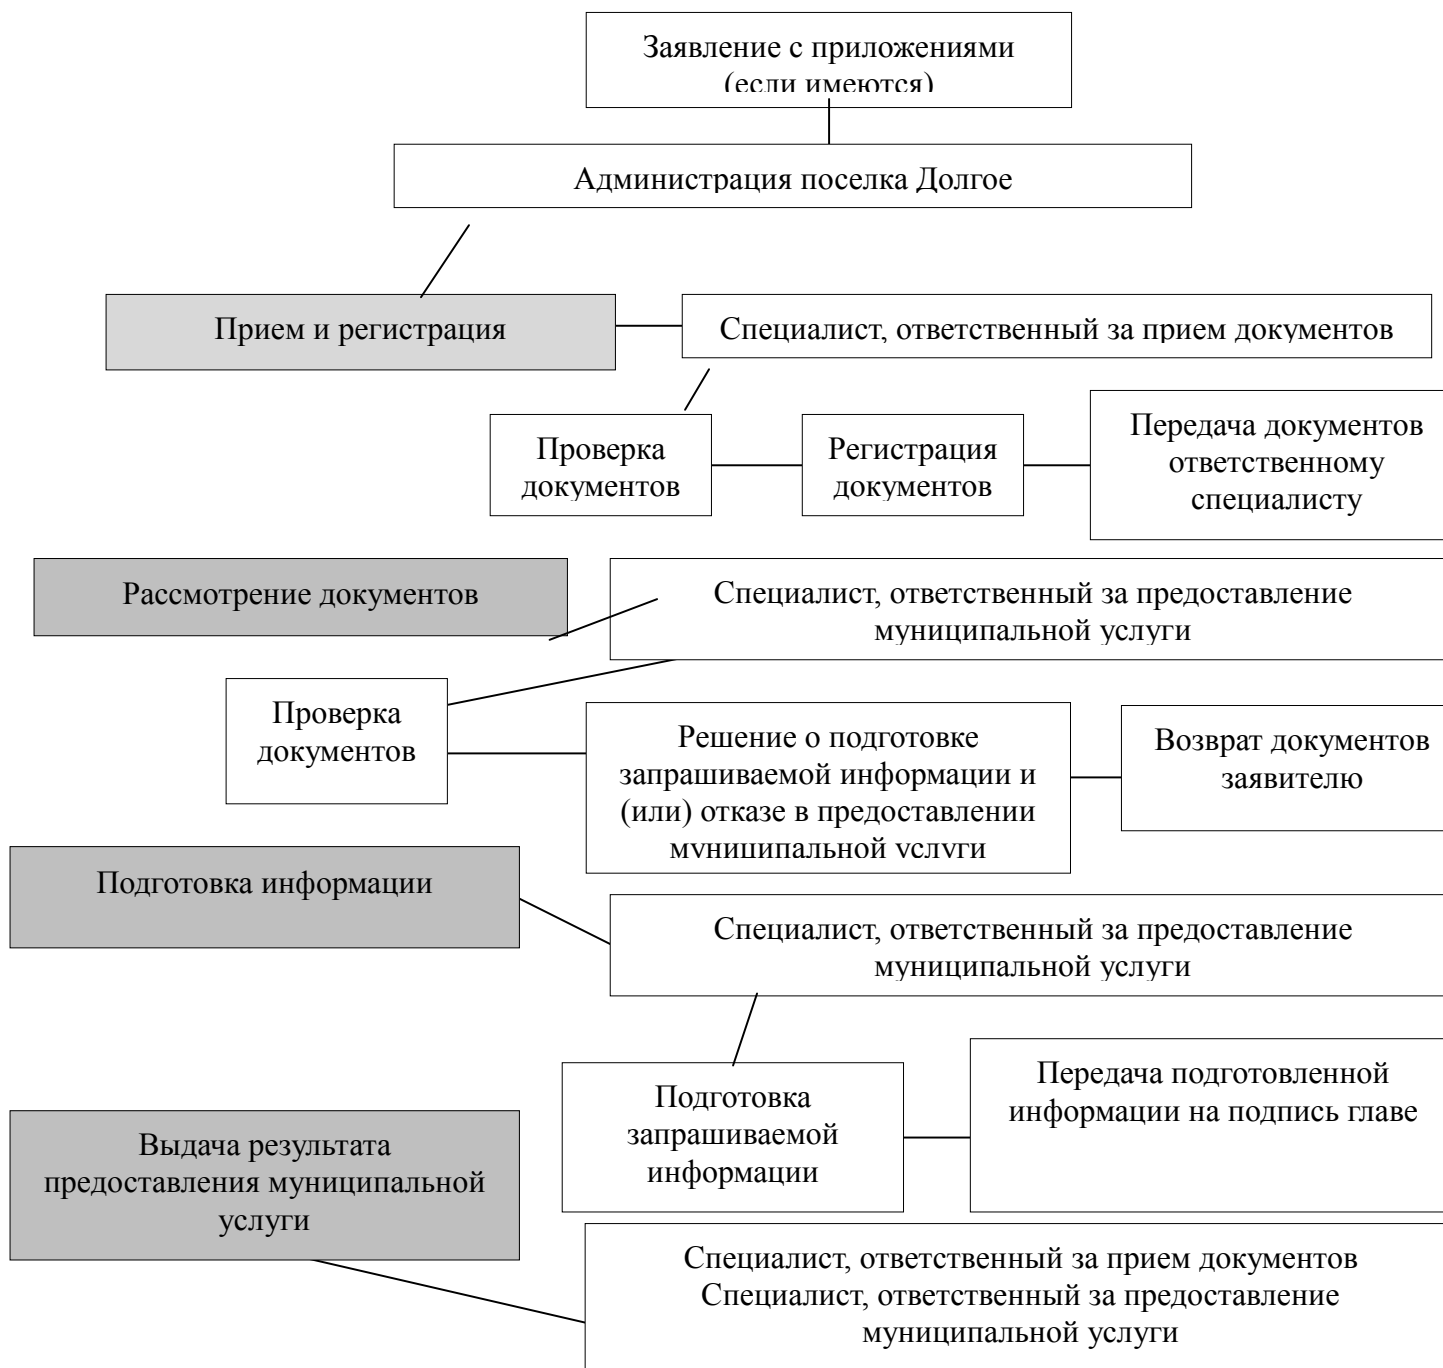 Заявление с приложениями
(если имеются)
Администрация поселка Долгое
Прием и регистрация
Специалист, ответственный за прием документов
Проверка
документов
Регистрация
документов
Передача документов
ответственному
специалисту
Рассмотрение документов
Специалист, ответственный за предоставление
муниципальной услуги
Проверка
документов
Решение о подготовке
запрашиваемой информации и
(или) отказе в предоставлении
муниципальной услуги
Возврат документов
заявителю
Подготовка информации
Специалист, ответственный за предоставление
муниципальной услуги
Подготовка
запрашиваемой
информации
Передача подготовленной
информации на подпись главе
Выдача результата
предоставления муниципальной
услуги
Специалист, ответственный за прием документов
Специалист, ответственный за предоставление
муниципальной услуги